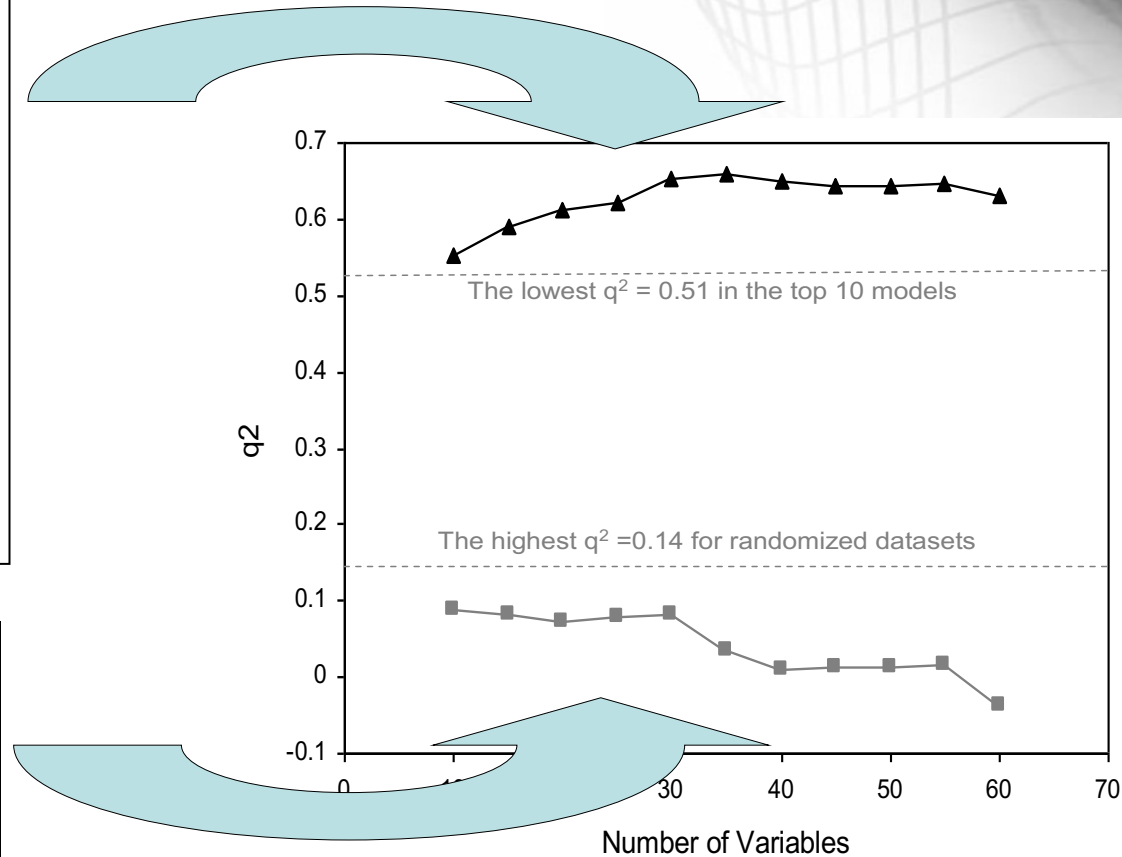 0.7
0.6
The lowest q² = 0.51 in the top 10 models
0.5
0.4
q2
0.3
0.2
The highest q² =0.14 for randomized datasets
0.1
0
-0.1
0 30 40 50 60 70
Number of Variables